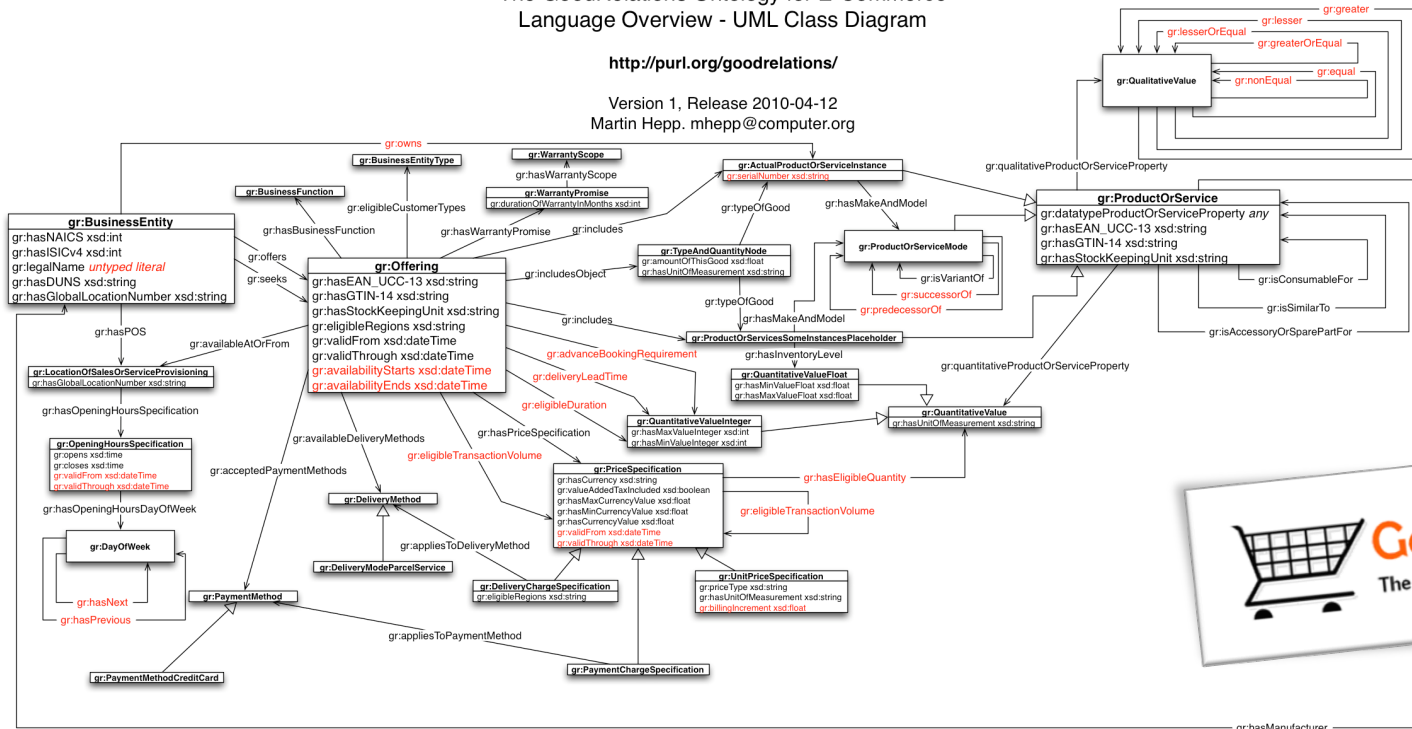 Language Overview - UML Class Diagram
http://purl.org/goodrelations/
Version 1, Release 2010-04-12
Martin Hepp. mhepp@computer.org
gr:greater
gr:lesser
gr:lesserOrEqual
gr:greaterOrEqual
gr:equal
gr:nonEqual
gr:QualitativeValue
gr:qualitativeProductOrServiceProperty
gr:owns
gr:BusinessEntityType
gr:WarrantyScope
gr:hasWarrantyScope
gr:BusinessFunction
gr:WarrantyPromise
gr:durationOfWarrantyInMonths xsd:int
gr:eligibleCustomerTypes
gr:hasBusinessFunction
gr:hasWarrantyPromise
gr:includes
gr:ActualProductOrServiceInstance
gr:serialNumber xsd:string
gr:typeOfGood
gr:hasMakeAndModel
gr:ProductOrService
gr:datatypeProductOrServiceProperty any
gr:hasEAN_UCC-13 xsd:string
gr:hasGTIN-14 xsd:string
gr:hasStockKeepingUnit xsd:string
gr:isConsumableFor
gr:isSimilarTo
gr:isAccessoryOrSparePartFor
gr:BusinessEntity
gr:hasNAICS xsd:int
gr:hasISICv4 xsd:int
gr:legalName untyped literal
gr:hasDUNS xsd:string
gr:hasGlobalLocationNumber xsd:string
gr:offers
gr:seeks
gr:Offering
gr:hasEAN_UCC-13 xsd:string
gr:hasGTIN-14 xsd:string
gr:hasStockKeepingUnit xsd:string
gr:eligibleRegions xsd:string
gr:validFrom xsd:dateTime
gr:validThrough xsd:dateTime
gr:availabilityStarts xsd:dateTime
gr:availabilityEnds xsd:dateTime
gr:includesObject
gr:TypeAndQuantityNode
gr:amountOfThisGood xsd:float
gr:hasUnitOfMeasurement xsd:string
gr:typeOfGood
gr:includes
gr:ProductOrServiceMode
gr:isVariantOf
gr:successorOf
gr:predecessorOf
gr:hasMakeAndModel
gr:ProductOrServicesSomeInstancesPlaceholder
gr:hasInventoryLevel
gr:QuantitativeValueFloat
gr:hasMinValueFloat xsd:float
gr:hasMaxValueFloat xsd:float
gr:quantitativeProductOrServiceProperty
gr:QuantitativeValue
gr:hasUnitOfMeasurement xsd:string
gr:advanceBookingRequirement
gr:deliveryLeadTime
gr:eligibleDuration
gr:QuantitativeValueInteger
gr:hasMaxValueInteger xsd:int
gr:hasMinValueInteger xsd:int
gr:hasPOS
gr:availableAtOrFrom
gr:LocationOfSalesOrServiceProvisioning
gr:hasGlobalLocationNumber xsd:string
gr:hasOpeningHoursSpecification
gr:OpeningHoursSpecification
gr:opens xsd:time
gr:closes xsd:time
gr:validFrom xsd:dateTime
gr:validThrough xsd:dateTime
gr:hasOpeningHoursDayOfWeek
gr:DayOfWeek
gr:hasNext
gr:hasPrevious
gr:acceptedPaymentMethods
gr:availableDeliveryMethods
gr:hasPriceSpecification
gr:eligibleTransactionVolume
gr:PriceSpecification
gr:hasCurrency xsd:string
gr:valueAddedTaxIncluded xsd:boolean
gr:hasMaxCurrencyValue xsd:float
gr:hasMinCurrencyValue xsd:float
gr:hasCurrencyValue xsd:float
gr:validFrom xsd:dateTime
gr:validThrough xsd:dateTime
gr:hasEligibleQuantity
gr:eligibleTransactionVolume
gr:DeliveryMethod
gr:appliesToDeliveryMethod
gr:DeliveryModeParcelService
gr:DeliveryChargeSpecification
gr:eligibleRegions xsd:string
gr:UnitPriceSpecification
gr:priceType xsd:string
gr:hasUnitOfMeasurement xsd:string
gr:billingIncrement xsd:float
gr:PaymentMethod
gr:appliesToPaymentMethod
gr:PaymentMethodCreditCard
gr:PaymentChargeSpecification
gr:hasManufacturer
The